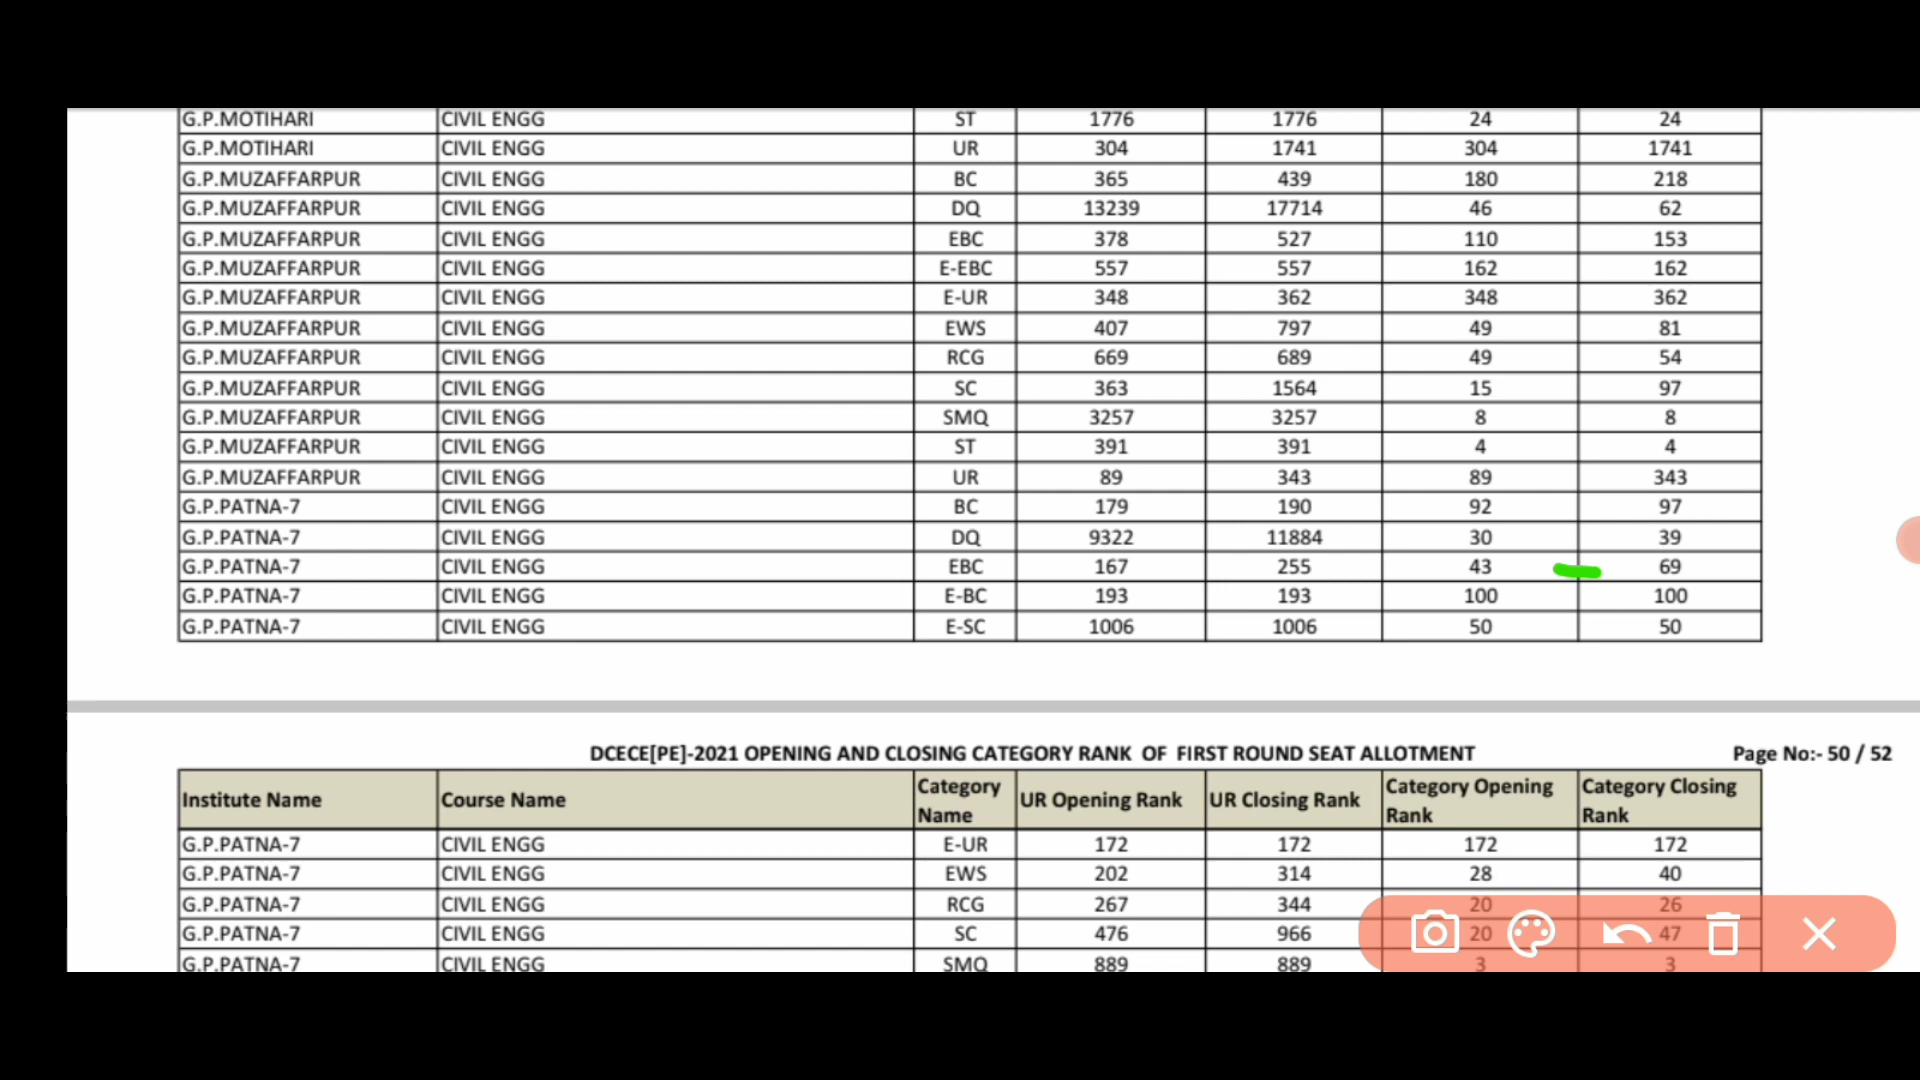 G.P.MOTIHARI CIVIL ENGG ST 1776 1776 24 24
G.P.MOTIHARI CIVIL ENGG UR 304 1741 304 1741
G.P.MUZAFFARPUR CIVIL ENGG BC 365 439 180 218
G.P.MUZAFFARPUR CIVIL ENGG DQ 13239 17714 46 62
G.P.MUZAFFARPUR CIVIL ENGG EBC 378 527 110 153
G.P.MUZAFFARPUR CIVIL ENGG E-EBC 557 557 162 162
G.P.MUZAFFARPUR CIVIL ENGG E-UR 348 362 348 362
G.P.MUZAFFARPUR CIVIL ENGG EWS 407 797 49 81
G.P.MUZAFFARPUR CIVIL ENGG RCG 669 689 49 54
G.P.MUZAFFARPUR CIVIL ENGG SC 363 1564 15 97
G.P.MUZAFFARPUR CIVIL ENGG SMQ 3257 3257 8 8
G.P.MUZAFFARPUR CIVIL ENGG ST 391 391 4 4
G.P.MUZAFFARPUR CIVIL ENGG UR 89 343 89 343
G.P.PATNA-7 CIVIL ENGG BC 179 190 92 97
G.P.PATNA-7 CIVIL ENGG DQ 9322 11884 30 39
G.P.PATNA-7 CIVIL ENGG EBC 167 255 43 69
G.P.PATNA-7 CIVIL ENGG E-BC 193 193 100 100
G.P.PATNA-7 CIVIL ENGG E-SC 1006 1006 50 50
DCECE[PE]-2021 OPENING AND CLOSING CATEGORY RANK OF FIRST ROUND SEAT ALLOTMENT Page No:- 50 / 52
Institute Name Course Name Category Name UR Opening Rank UR Closing Rank Category Opening Rank Category Closing Rank
G.P.PATNA-7 CIVIL ENGG E-UR 172 172 172 172
G.P.PATNA-7 CIVIL ENGG EWS 202 314 28 40
G.P.PATNA-7 CIVIL ENGG RCG 267 344 20 26
G.P.PATNA-7 CIVIL ENGG SC 476 966 20 47
G.P.PATNA-7 CIVIL ENGG SMQ 889 889 3 3